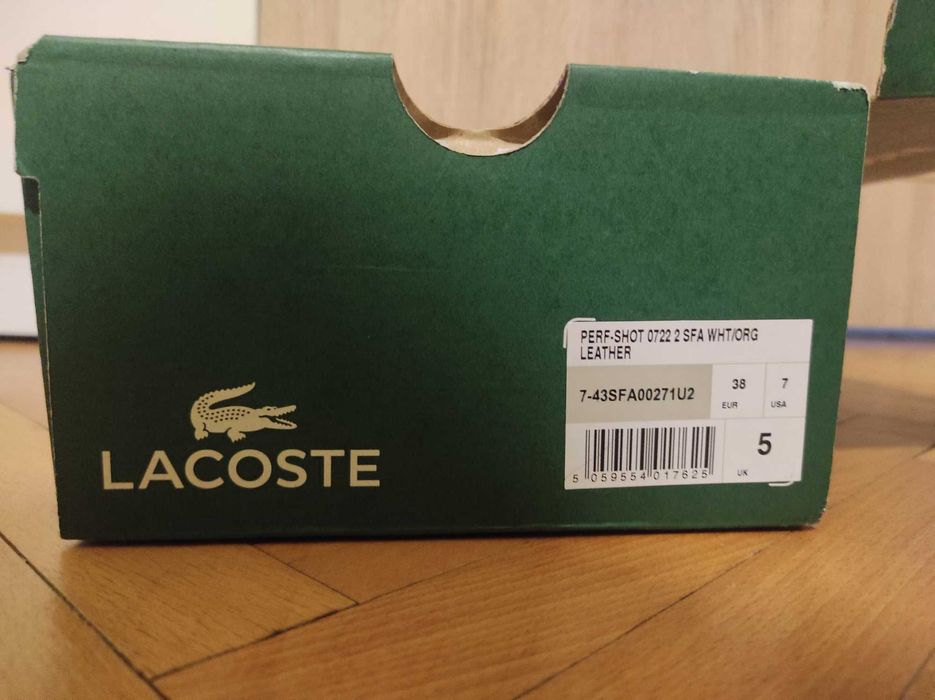 LACOSTE
PERF-SHOT 0722 2 SFA WHT/ORG
LEATHER
7-43SFA00271U2
38
EUR
7
USA
5
UK
5 059554 017625